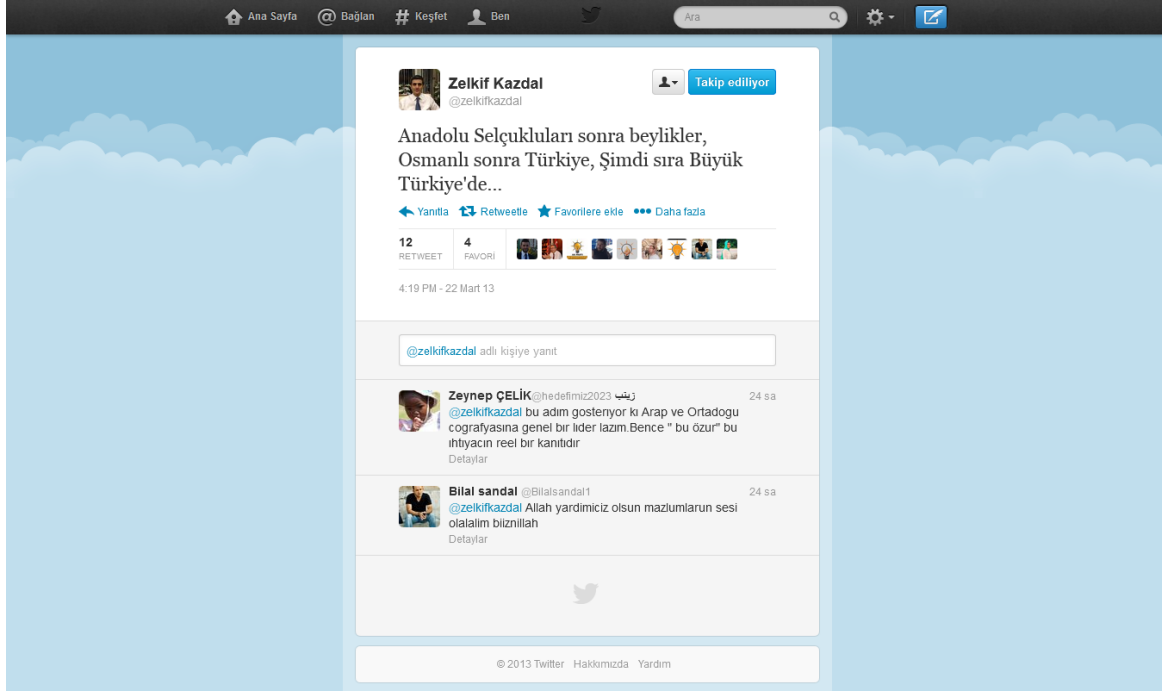 Ana Sayfa
Bağlan
Keşfet
Ben
Ara
Zelkif Kazdal
@zelkifkazdal
Takip ediliyor
Anadolu Selçukluları sonra beylikler,
Osmanlı sonra Türkiye, Şimdi sıra Büyük
Türkiye'de...
Yanıtla Retweetle Favorilere ekle Daha fazla
12
RETWEET
4
FAVORİ
4:19 PM - 22 Mart 13
@zelkifkazdal adlı kişiye yanıt
Zeynep ÇELİK@hedefimiz2023 زينب 24 sa
@zelkifkazdal bu adım gosterıyor kı Arap ve Ortadogu
cografyasına genel bır lıder lazım.Bence " bu özur" bu
ıhtıyacın reel bır kanıtıdır
Detaylar
Bilal sandal @Bilalsandal1 24 sa
@zelkifkazdal Allah yardimiciz olsun mazlumlarun sesi
olalalim biiznillah
Detaylar
© 2013 Twitter Hakkımızda Yardım